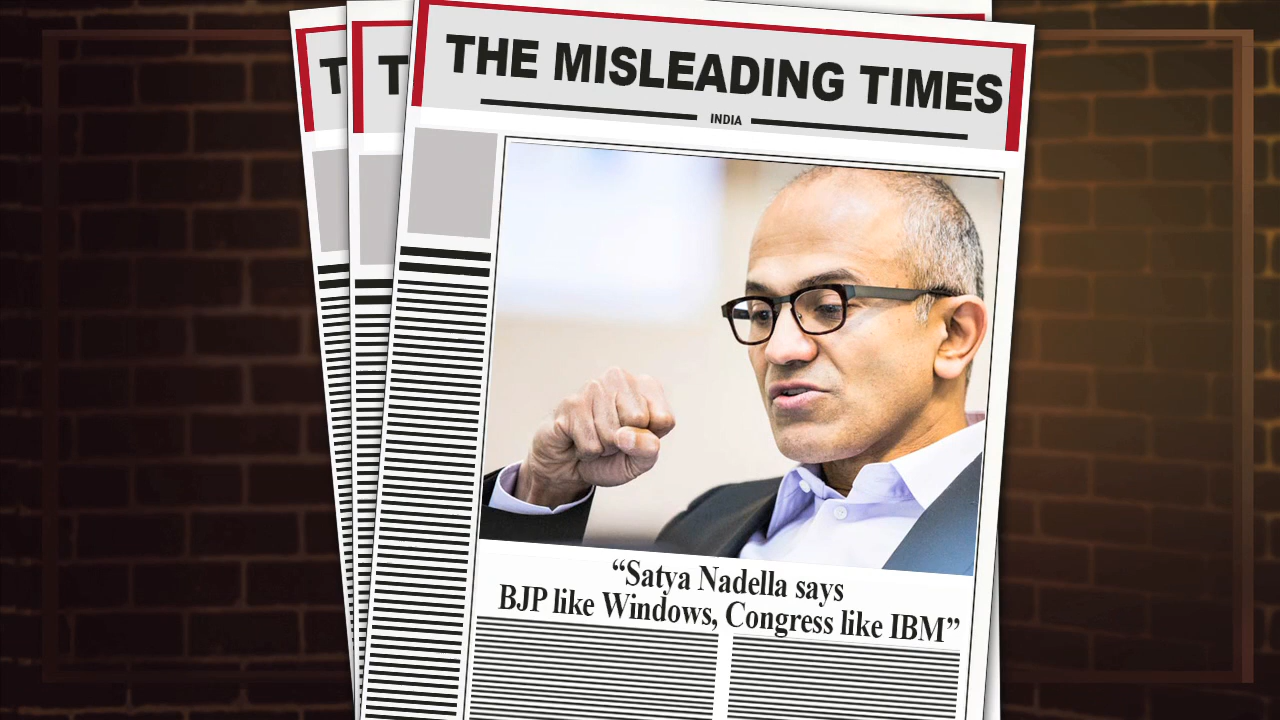 T
T
THE MISLEADING TIMES
INDIA
“Satya Nadella says
BJP like Windows, Congress like IBM”